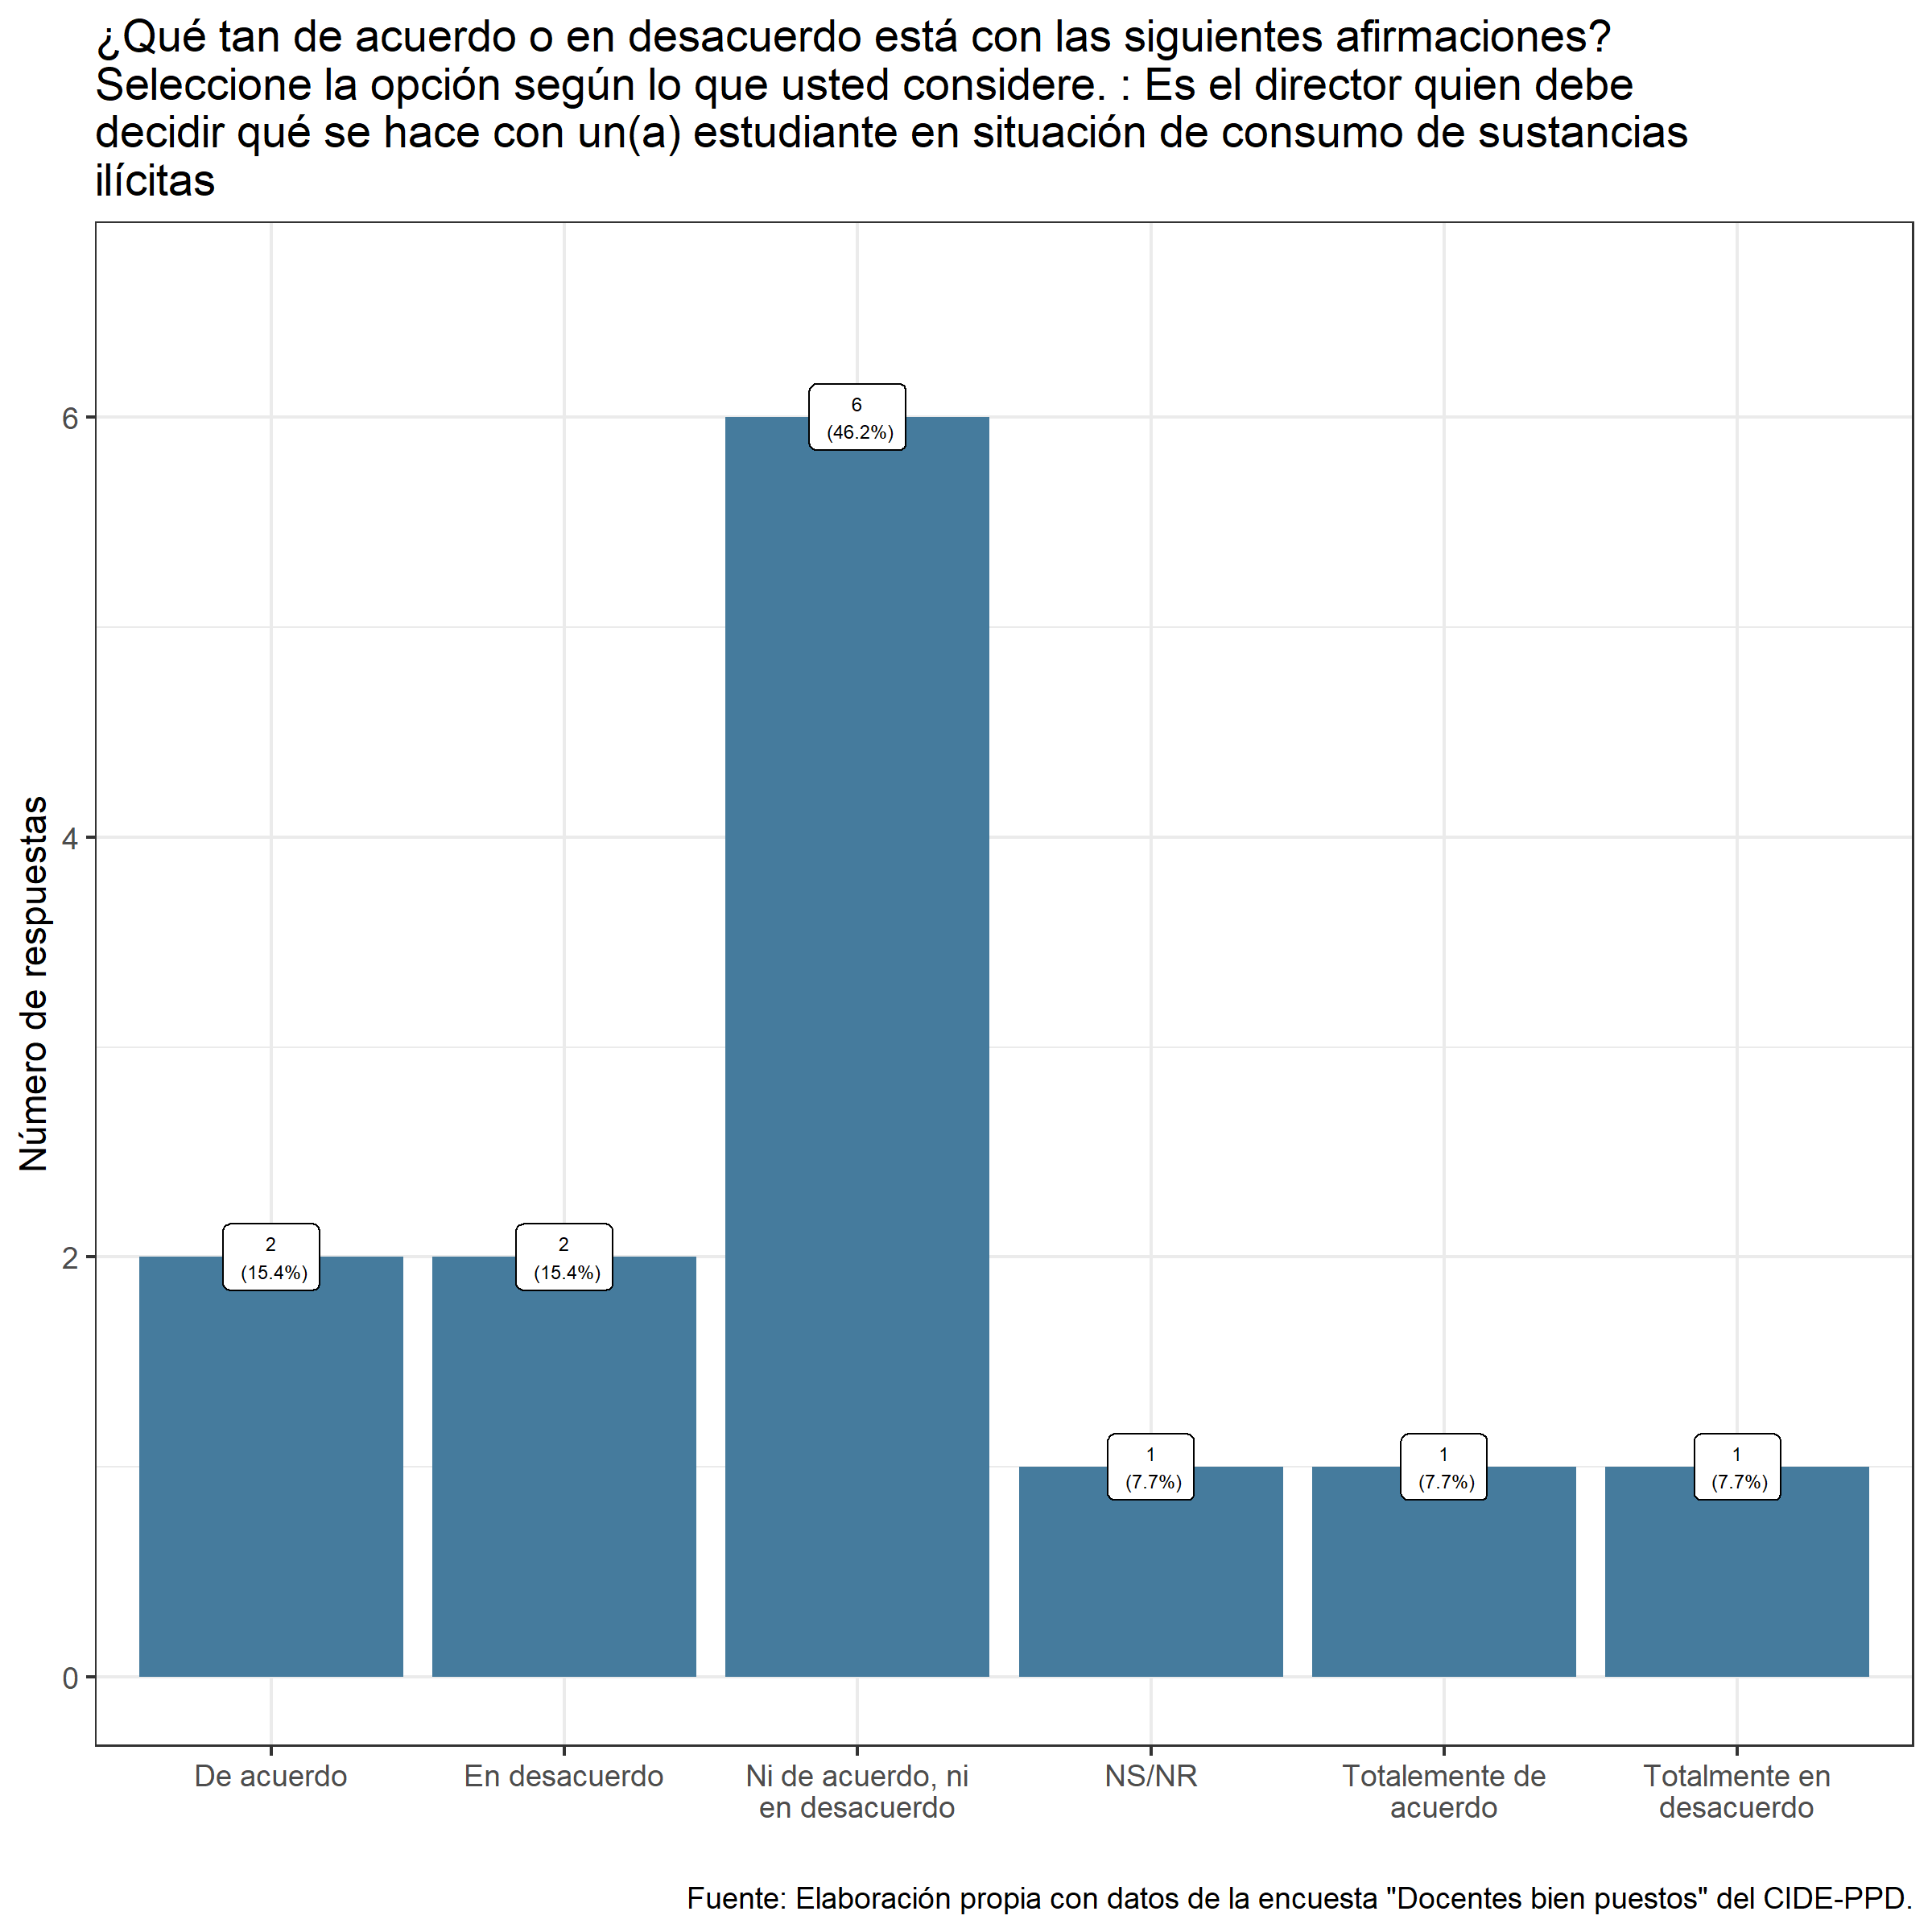 ¿Qué tan de acuerdo o en desacuerdo está con las siguientes afirmaciones?
Seleccione la opción según lo que usted considere. : Es el director quien debe
decidir qué se hace con un(a) estudiante en situación de consumo de sustancias
ilícitas
Número de respuestas
6
4
2
0
2
(15.4%)
2
(15.4%)
6
(46.2%)
1
(7.7%)
1
(7.7%)
1
(7.7%)
De acuerdo
En desacuerdo
Ni de acuerdo, ni
en desacuerdo
NS/NR
Totalemente de
acuerdo
Totalmente en
desacuerdo
Fuente: Elaboración propia con datos de la encuesta "Docentes bien puestos" del CIDE-PPD.